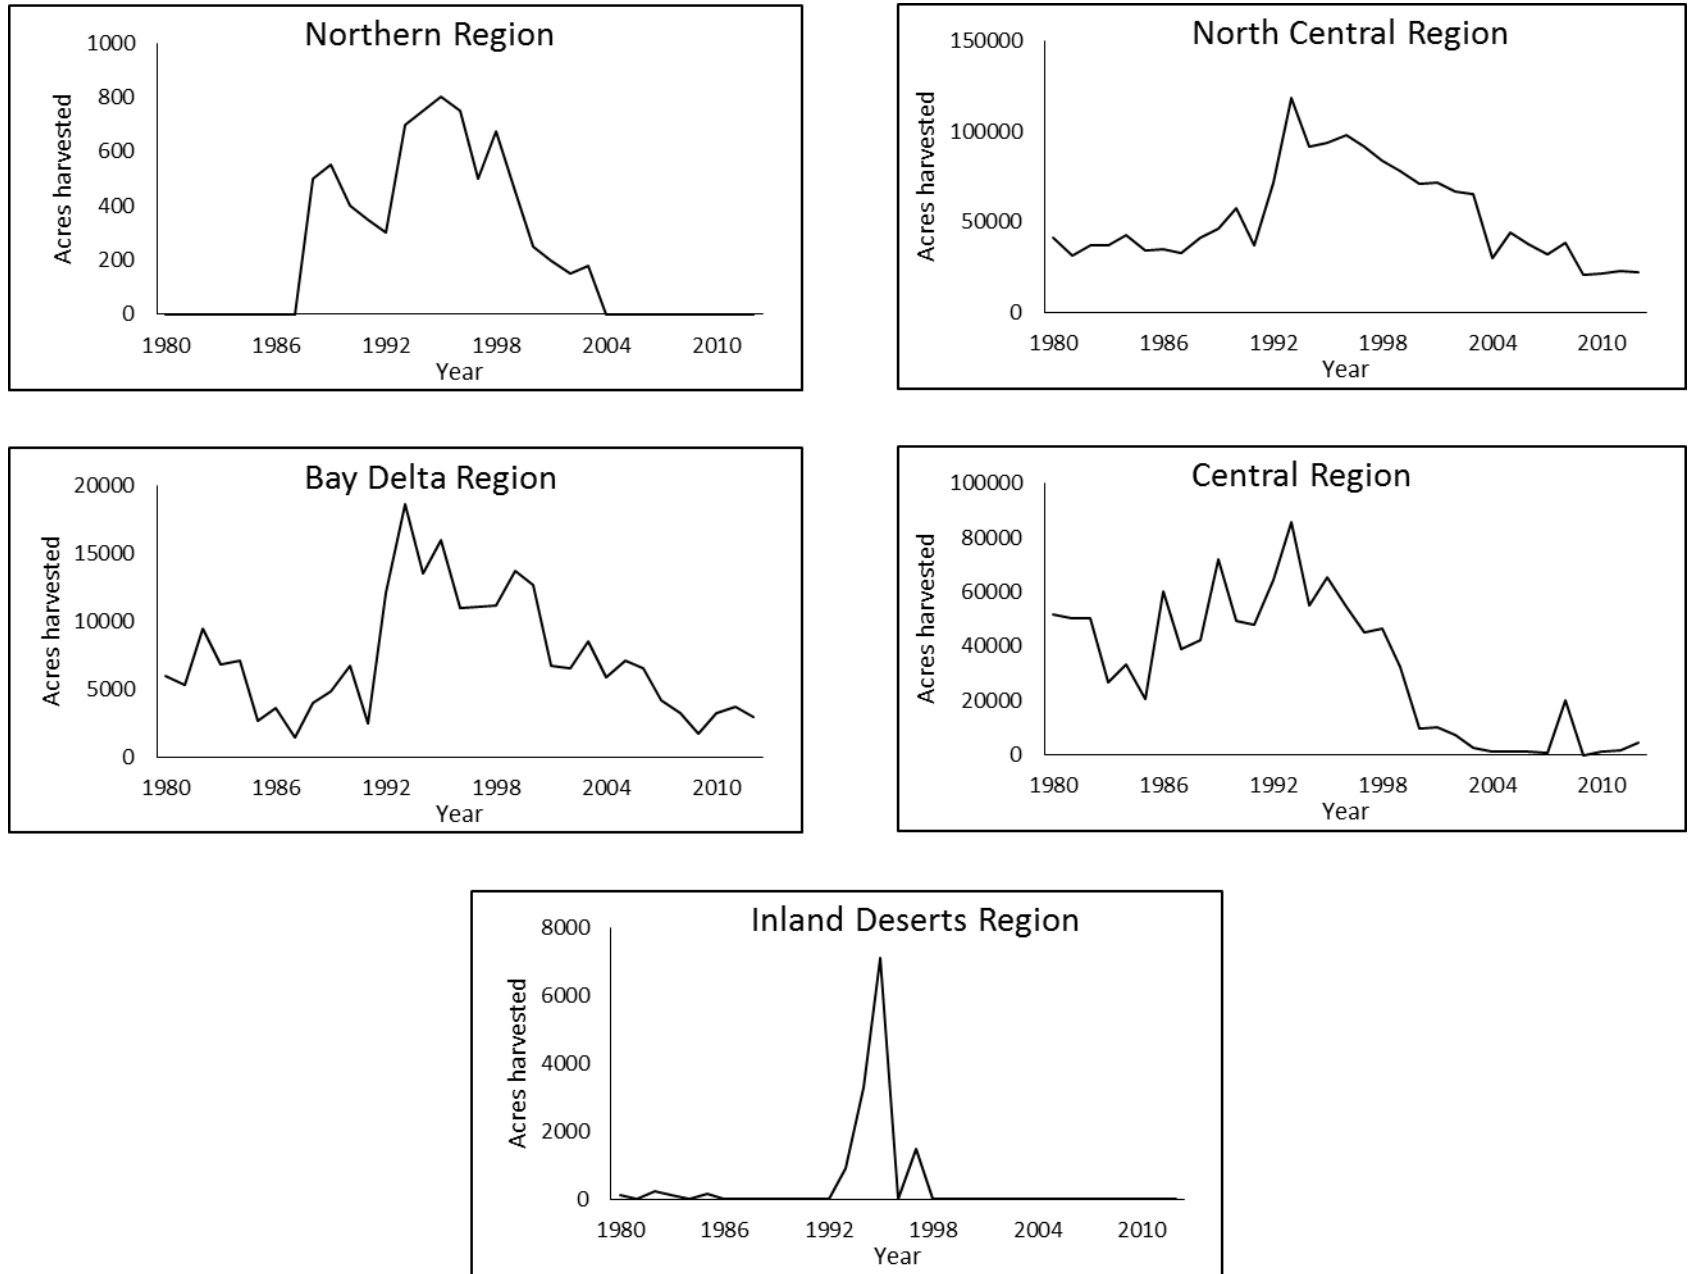 Northern Region
1000
800
600
400
200
0
Acres harvested
1980 1986 1992 1998 2004 2010
Year
North Central Region
150000
100000
50000
0
Acres harvested
1980 1986 1992 1998 2004 2010
Year
Bay Delta Region
20000
15000
10000
5000
0
Acres harvested
1980 1986 1992 1998 2004 2010
Year
Central Region
100000
80000
60000
40000
20000
0
Acres harvested
1980 1986 1992 1998 2004 2010
Year
Inland Deserts Region
8000
6000
4000
2000
0
Acres harvested
1980 1986 1992 1998 2004 2010
Year